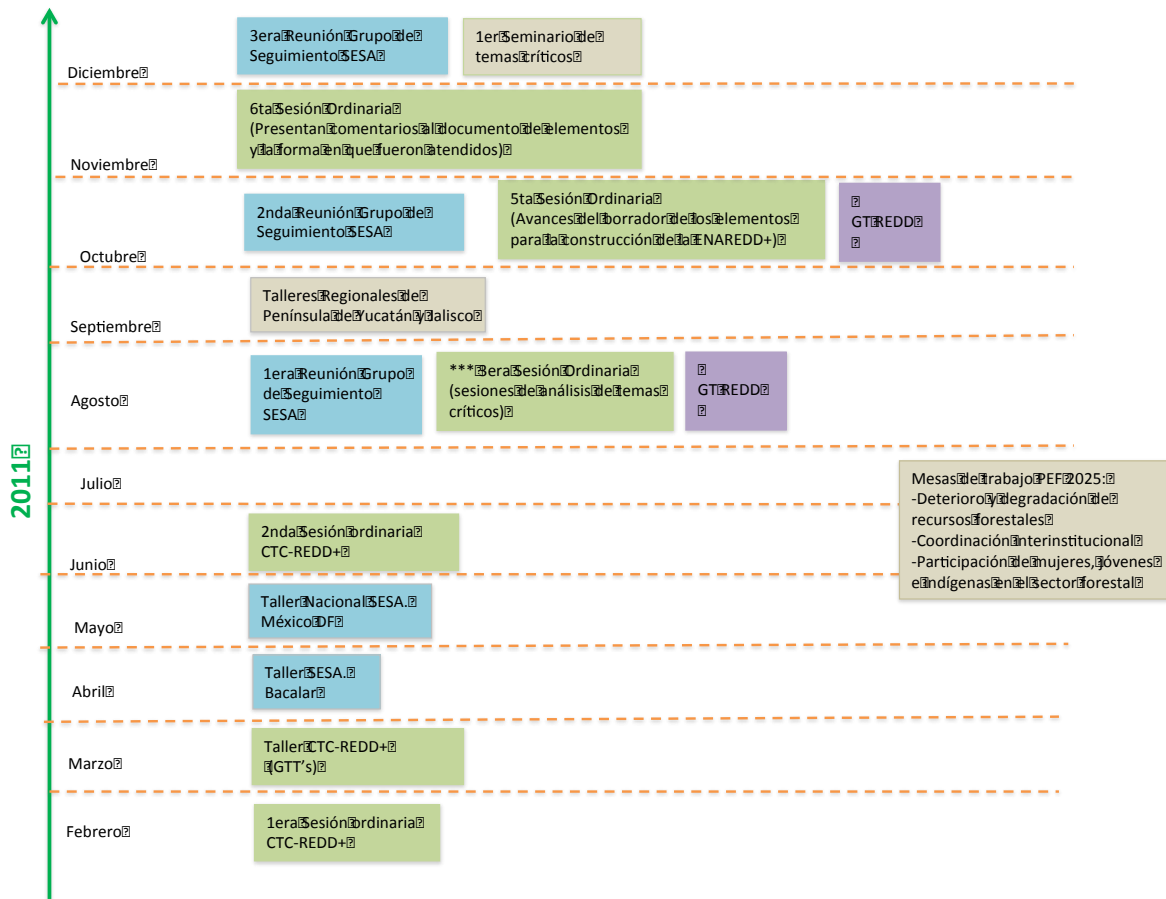 3era Reunión Grupo de
Seguimiento SESA
1er Seminario de
temas críticos
Diciembre
6ta Sesión Ordinaria
(Presentan comentarios al documento de elementos
y la forma en que fueron atendidos)
Noviembre
2nda Reunión Grupo de
Seguimiento SESA
5ta Sesión Ordinaria
(Avances del borrador de los elementos
para la construcción de la ENAREDD+)
GT REDD
Octubre
Talleres Regionales de
Península de Yucatán y Jalisco
Septiembre
1era Reunión Grupo
de Seguimiento
SESA
*** 3era Sesión Ordinaria
(sesiones de análisis de temas
críticos)
GT REDD
Agosto
2011
Julio
Mesas de trabajo PEF 2025:
-Deterioro y degradación de
recursos forestales
-Coordinación interinstitucional
-Participación de mujeres, jóvenes
e indígenas en el sector forestal
2nda Sesión ordinaria
CTC-REDD+
Junio
Taller Nacional SESA.
México DF
Mayo
Taller SESA.
Bacalar
Abril
Taller CTC-REDD+
(GTT's)
Marzo
1era Sesión ordinaria
CTC-REDD+
Febrero